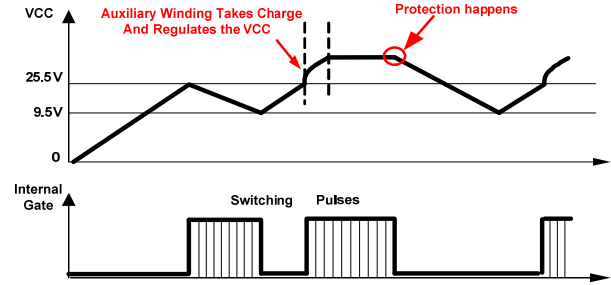 VCC
Auxiliary Winding Takes Charge
And Regulates the VCC
Protection happens
25.5V
9.5V
0
Internal
Gate
Switching Pulses